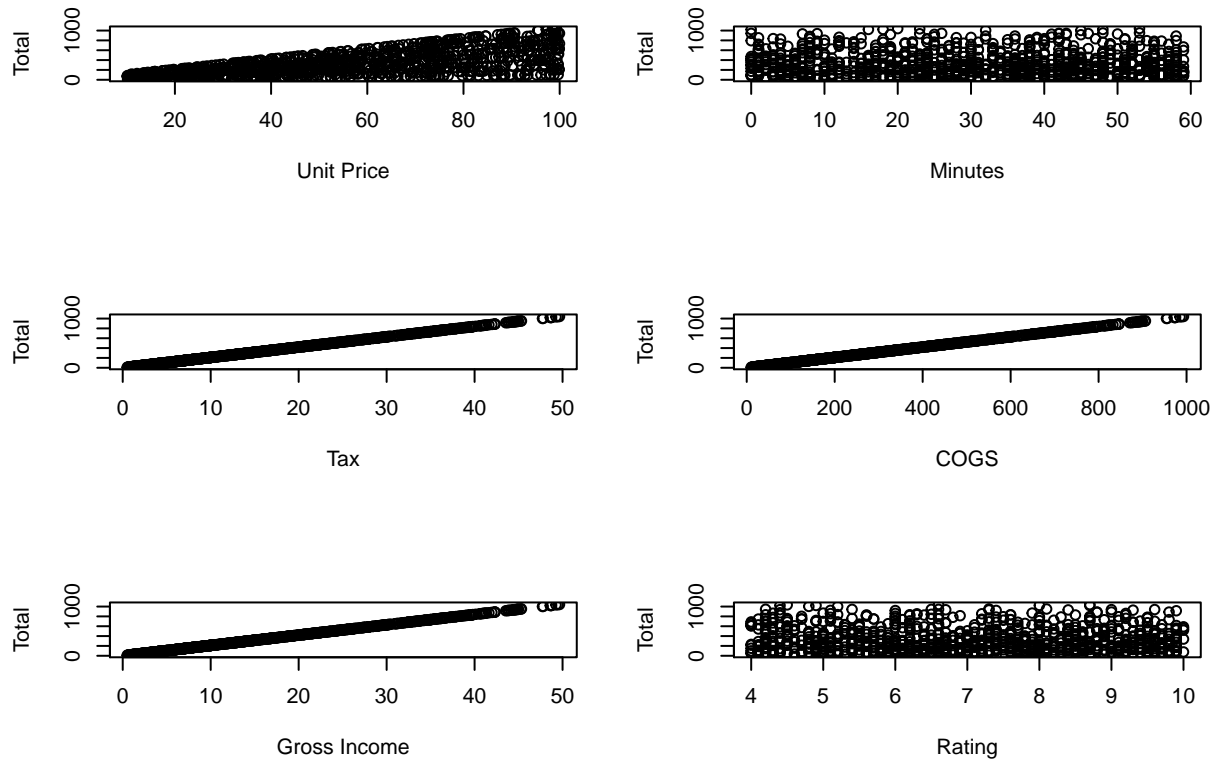 Total
1000
0
20 40 60 80 100
Unit Price
Total
1000
0
0 10 20 30 40 50 60
Minutes
Total
1000
0
0 10 20 30 40 50
Tax
Total
1000
0
0 200 400 600 800 1000
COGS
Total
1000
0
0 10 20 30 40 50
Gross Income
Total
1000
0
4 5 6 7 8 9 10
Rating